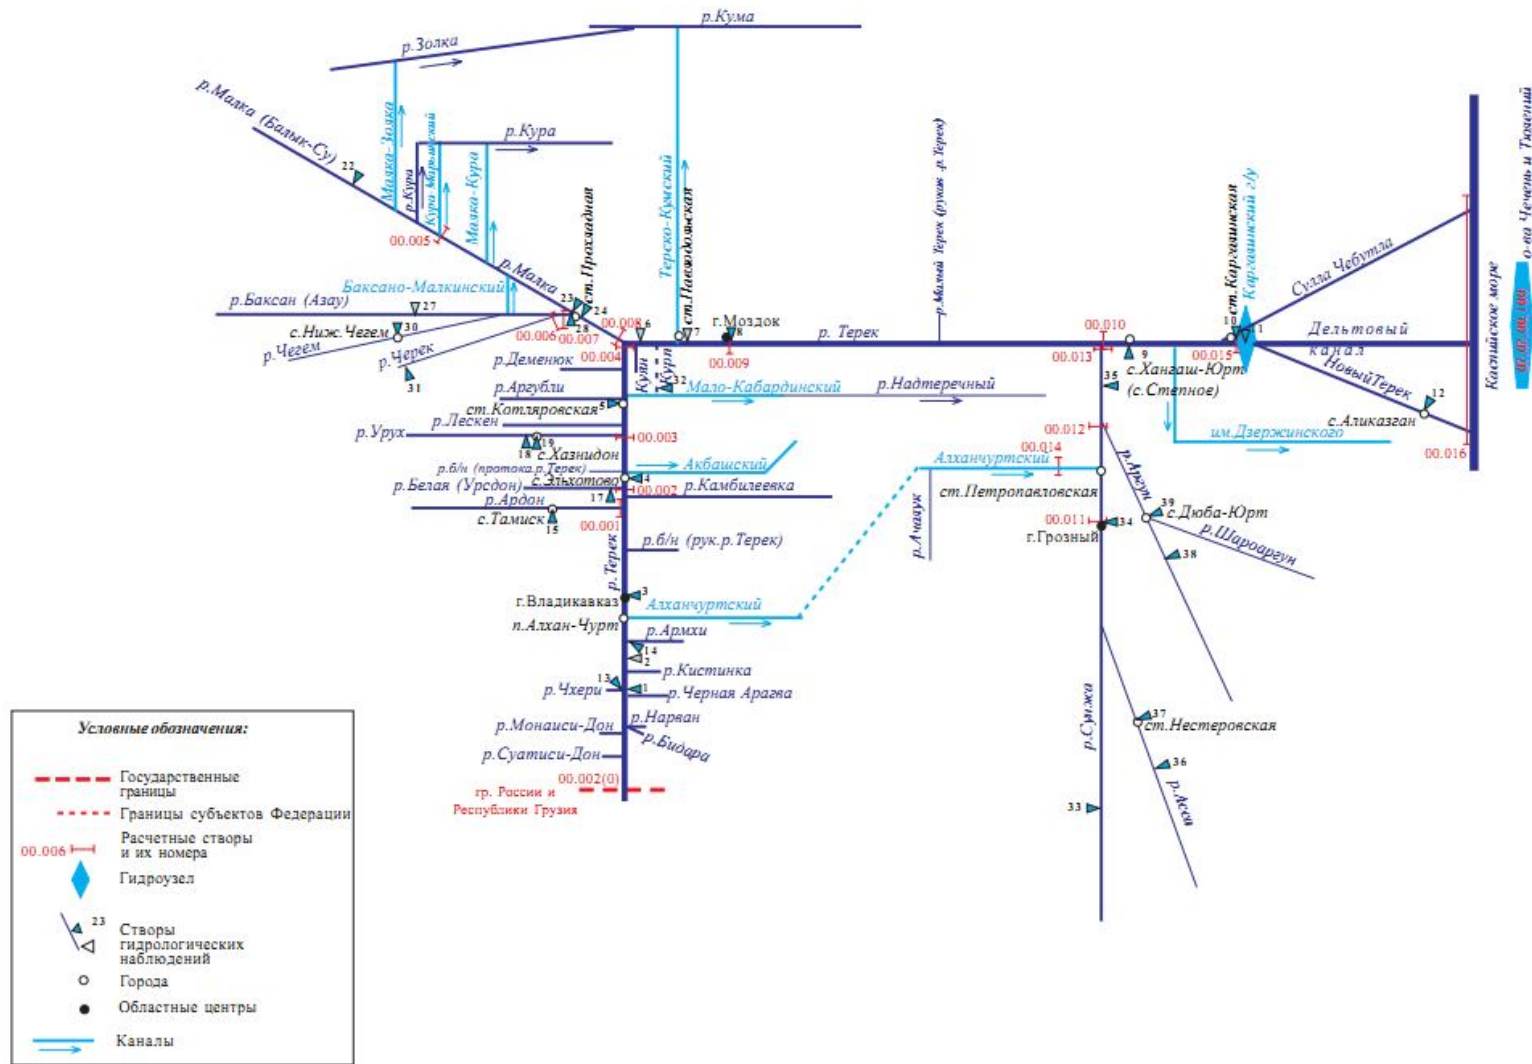 р.Кума
р.Золка
р.Малка (Балык-Су)
22
Малка-Золка
р.Кура
Кура-Марьинский
Малка-Кура
р.Кура
00.005
Терско-Кумский
ст.Павлодольская
р.Малый Терек (рукав .р.Терек)
ст.Каргалинская
Каргалинский г/у
Сулла Чебутла
Каспийское море
о-ва Чечень и Тюлений
р.Малка
ст.Прохладная
Баксано-Малкинский
р.Баксан (Азау)
27
23
24
28
30
с.Ниж.Чегем
р.Чегем
р.Черек
31
00.006
00.007
00.008
00.004
6
7
г.Моздок
8
00.009
р. Терек
00.010
00.013
9
с.Хангаш-Юрт
(с.Степное)
10
11
00.015
Дельтовый
канал
Новый Терек
12
с.Аликазган
00.016
им.Дзержинского
р.Деменюк
Куян
Курп
32
Мало-Кабардинский
р.Надтеречный
35
р.Аргубли
ст.Котляровская
5
р.Лескен
р.Урух
18
19
с.Хазнидон
00.003
00.012
00.014
Алханчуртский
ст.Петропавловская
р.б/н (протока.р.Терек)
Акбашский
с.Эльхотово
4
р.Белая (Урсдон)
17
00.002
р.Камбилеевка
р.Ардон
с.Тамиск
15
00.001
р.Терек
р.б/н (рук.р.Терек)
р.Ачалук
00.011
34
г.Грозный
р.Аргун
39
с.Дюба-Юрт
р.Шароаргун
38
г.Владикавказ
3
п.Алхан-Чурт
Алханчуртский
р.Армхи
14
2
р.Кистинка
13
р.Чхери
1
р.Черная Арагва
р.Нарван
р.Монаиси-Дон
р.Бидара
р.Суатиси-Дон
00.002(0)
гр. России и
Республики Грузия
р.Сунжа
37
ст.Нестеровская
36
р.Асса
33
Условные обозначения:
Государственные
границы
Границы субъектов Федерации
00.006
Расчетные створы
и их номера
Гидроузел
23
Створы
гидрологических
наблюдений
Города
Областные центры
Каналы